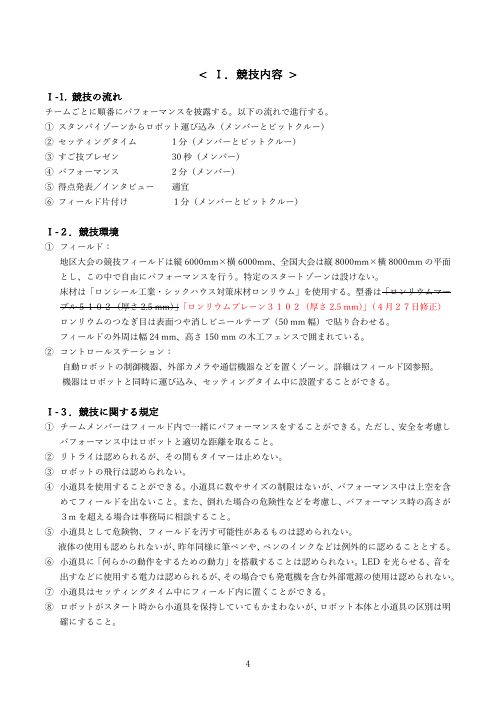 < Ⅰ．競技内容 >
Ⅰ-1．競技の流れ
チームごとに順番にパフォーマンスを披露する。以下の流れで進行する。
① スタンバイゾーンからロボット運び込み（メンバーとピットクルー）
② セッティングタイム　　1分（メンバーとピットクルー）
③ すご技プレゼン　　30秒（メンバー）
④ パフォーマンス　　2分（メンバー）
⑤ 得点発表／インタビュー　　適宜
⑥ フィールド片付け　　1分（メンバーとピットクルー）
Ⅰ-２．競技環境
① フィールド：
地区大会の競技フィールドは縦 6000mm×横 6000mm、全国大会は縦 8000mm×横 8000mm の平面
とし、この中で自由にパフォーマンスを行う。特定のスタートゾーンは設けない。
床材は「ロンシール工業・シックハウス対策床材ロンリウム」を使用する。型番は「ロンリウムマー
ブル５１０２（厚さ 2.5 mm）」「ロンリウムプレーン３１０２（厚さ 2.5 mm）」（４月２７日修正）
ロンリウムのつなぎ目は表面つや消しビニールテープ（50 mm 幅）で貼り合わせる。
フィールドの外周は幅 24 mm、高さ 150 mm の木工フェンスで囲まれている。
② コントロールステーション：
自動ロボットの制御機器、外部カメラや通信機器などを置くゾーン。詳細はフィールド図参照。
機器はロボットと同時に運び込み、セッティングタイム中に設置することができる。
Ⅰ-３．競技に関する規定
① チームメンバーはフィールド内で一緒にパフォーマンスをすることができる。ただし、安全を考慮し
パフォーマンス中はロボットと適切な距離を取ること。
② リトライは認められるが、その間もタイマーは止めない。
③ ロボットの飛行は認められない。
④ 小道具を使用することができる。小道具に数やサイズの制限はないが、パフォーマンス中は上空を含
めてフィールドを出ないこと。また、倒れた場合の危険性などを考慮し、パフォーマンス時の高さが
３m を超える場合は事務局に相談すること。
⑤ 小道具として危険物、フィールドを汚す可能性があるものは認められない。
液体の使用も認められないが、昨年同様に筆ペンや、ペンのインクなどは例外的に認めることとする。
⑥ 小道具に「何らかの動作をするための動力」を搭載することは認められない。LED を光らせる、音を
出すなどに使用する電力は認められるが、その場合でも発電機を含む外部電源の使用は認められない。
⑦ 小道具はセッティングタイム中にフィールド内に置くことができる。
⑧ ロボットがスタート時から小道具を保持していてもかまわないが、ロボット本体と小道具の区別は明
確にすること。
4